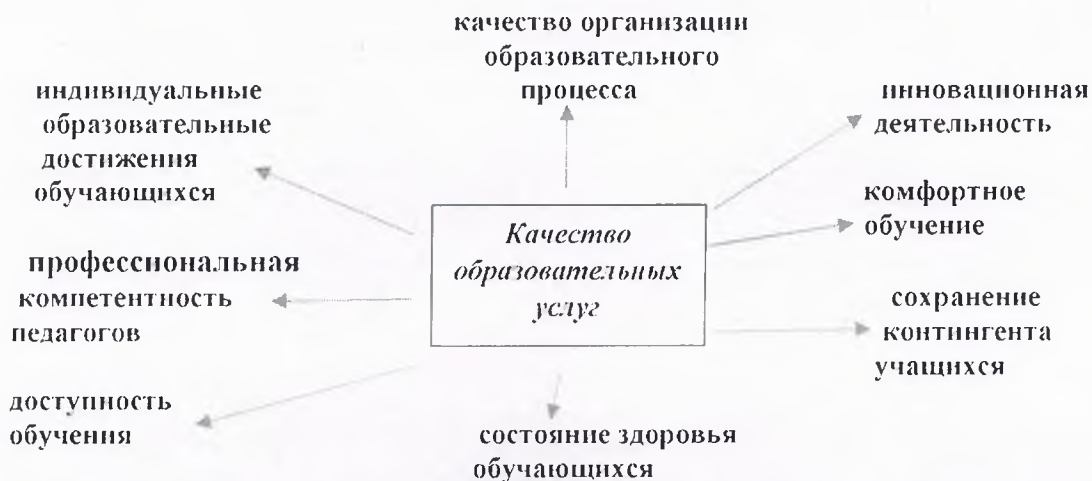 качество организации
образовательного
процесса
индивидуальные
образовательные
достижения
обучающихся
инновационная
деятельность
комфортное
обучение
Качество
образовательных
услуг
профессиональная
компетентность
педагогов
сохранение
контингента
учащихся
доступность
обучения
состояние здоровья
обучающихся